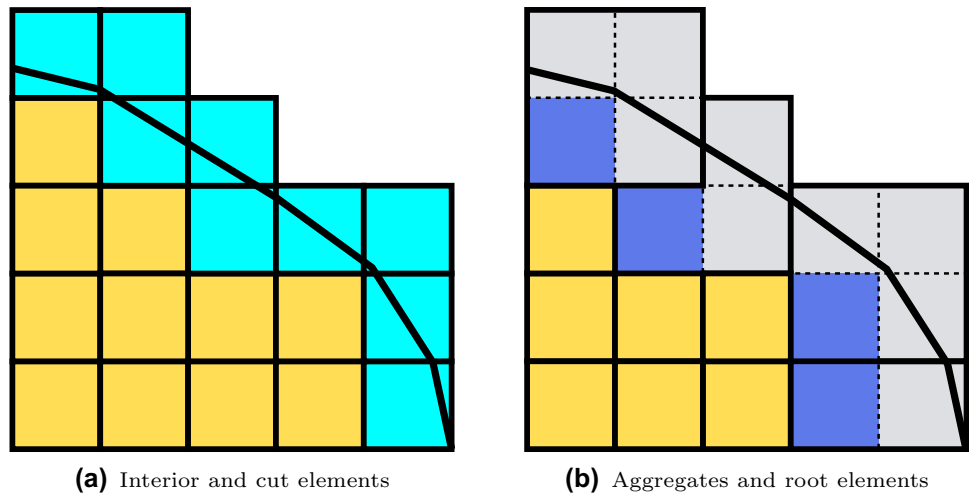 (a) Interior and cut elements
(b) Aggregates and root elements